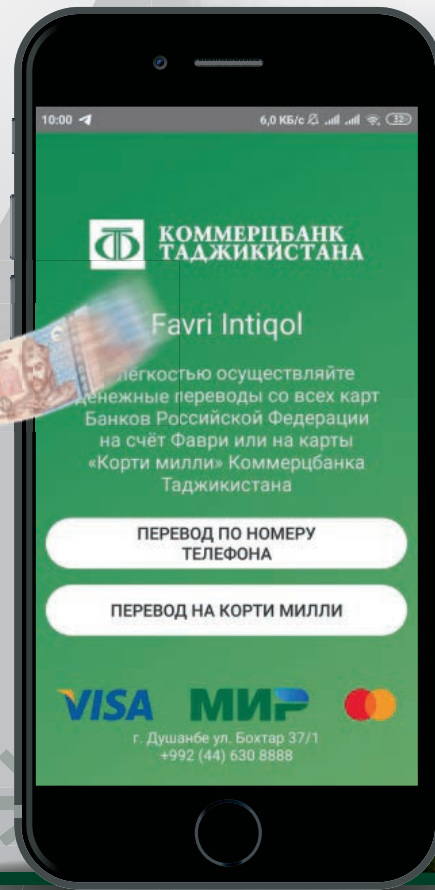 10:00
6,0 КБ/с
32
КОММЕРЦБАНК
ТАДЖИКИСТАНА
Favri Intiqol
легкостью осуществляйте
денежные переводы со всех карт
Банков Российской Федерации
на счёт Фаври или на карты
«Корти милли» Коммерцбанка
Таджикистана
ПЕРЕВОД ПО НОМЕРУ
ТЕЛЕФОНА
ПЕРЕВОД НА КОРТИ МИЛЛИ
VISA МИР
г. Душанбе ул. Бохтар 37/1
+992 (44) 630 8888